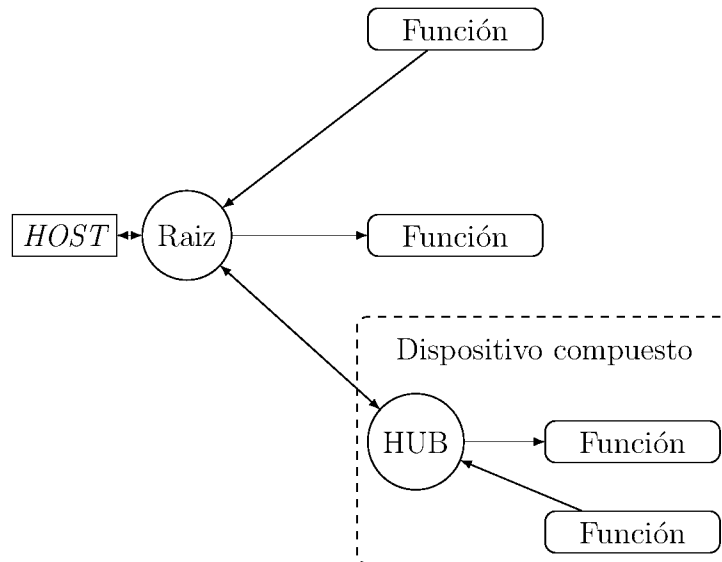 Función
HOST
Raiz
Función
Dispositivo compuesto
HUB
Función
Función